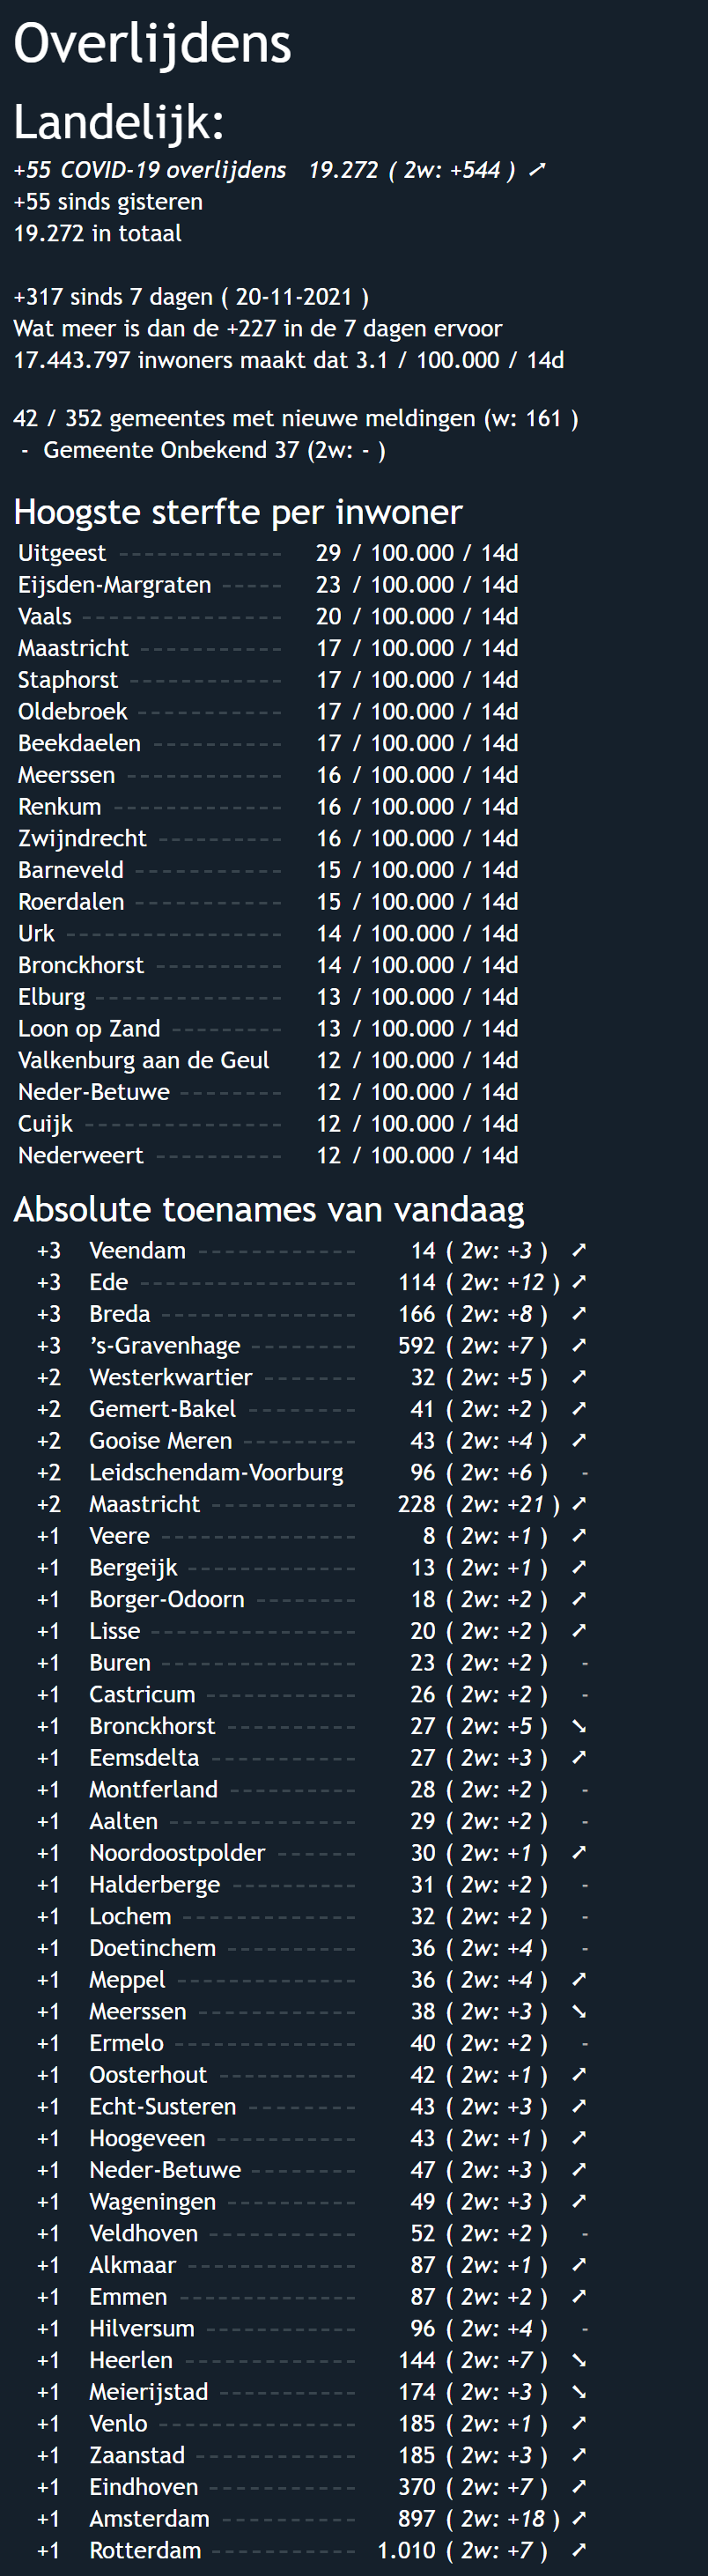 Overlijdens
Landelijk:
+55 COVID-19 overlijdens 19.272 ( 2w: +544 ) ➚
+55 sinds gisteren
19.272 in totaal
+317 sinds 7 dagen ( 20-11-2021 )
Wat meer is dan de +227 in de 7 dagen ervoor
17.443.797 inwoners maakt dat 3.1 / 100.000 / 14d
42 / 352 gemeentes met nieuwe meldingen (w: 161 )
- Gemeente Onbekend 37 (2w: - )
Hoogste sterfte per inwoner
Uitgeest 29 / 100.000 / 14d
Eijsden-Margraten 23 / 100.000 / 14d
Vaals 20 / 100.000 / 14d
Maastricht 17 / 100.000 / 14d
Staphorst 17 / 100.000 / 14d
Oldebroek 17 / 100.000 / 14d
Beekdaelen 17 / 100.000 / 14d
Meerssen 16 / 100.000 / 14d
Renkum 16 / 100.000 / 14d
Zwijndrecht 16 / 100.000 / 14d
Barneveld 15 / 100.000 / 14d
Roerdalen 15 / 100.000 / 14d
Urk 14 / 100.000 / 14d
Bronckhorst 14 / 100.000 / 14d
Elburg 13 / 100.000 / 14d
Loon op Zand 13 / 100.000 / 14d
Valkenburg aan de Geul 12 / 100.000 / 14d
Neder-Betuwe 12 / 100.000 / 14d
Cuijk 12 / 100.000 / 14d
Nederweert 12 / 100.000 / 14d
Absolute toenames van vandaag
+3 Veendam 14 ( 2w: +3 ) ➚
+3 Ede 114 ( 2w: +12 ) ➚
+3 Breda 166 ( 2w: +8 ) ➚
+3 ’s-Gravenhage 592 ( 2w: +7 ) ➚
+2 Westerkwartier 32 ( 2w: +5 ) ➚
+2 Gemert-Bakel 41 ( 2w: +2 ) ➚
+2 Gooise Meren 43 ( 2w: +4 ) ➚
+2 Leidschendam-Voorburg 96 ( 2w: +6 ) -
+2 Maastricht 228 ( 2w: +21 ) ➚
+1 Veere 8 ( 2w: +1 ) ➚
+1 Bergeijk 13 ( 2w: +1 ) ➚
+1 Borger-Odoorn 18 ( 2w: +2 ) ➚
+1 Lisse 20 ( 2w: +2 ) ➚
+1 Buren 23 ( 2w: +2 ) -
+1 Castricum 26 ( 2w: +2 ) -
+1 Bronckhorst 27 ( 2w: +5 ) ➘
+1 Eemsdelta 27 ( 2w: +3 ) ➚
+1 Montferland 28 ( 2w: +2 ) -
+1 Aalten 29 ( 2w: +2 ) -
+1 Noordoostpolder 30 ( 2w: +1 ) ➚
+1 Halderberge 31 ( 2w: +2 ) -
+1 Lochem 32 ( 2w: +2 ) -
+1 Doetinchem 36 ( 2w: +4 ) -
+1 Meppel 36 ( 2w: +4 ) ➚
+1 Meerssen 38 ( 2w: +3 ) ➘
+1 Ermelo 40 ( 2w: +2 ) -
+1 Oosterhout 42 ( 2w: +1 ) ➚
+1 Echt-Susteren 43 ( 2w: +3 ) ➚
+1 Hoogeveen 43 ( 2w: +1 ) ➚
+1 Neder-Betuwe 47 ( 2w: +3 ) ➚
+1 Wageningen 49 ( 2w: +3 ) ➚
+1 Veldhoven 52 ( 2w: +2 ) -
+1 Alkmaar 87 ( 2w: +1 ) ➚
+1 Emmen 87 ( 2w: +2 ) ➚
+1 Hilversum 96 ( 2w: +4 ) -
+1 Heerlen 144 ( 2w: +7 ) ➘
+1 Meierijstad 174 ( 2w: +3 ) ➘
+1 Venlo 185 ( 2w: +1 ) ➚
+1 Zaanstad 185 ( 2w: +3 ) ➚
+1 Eindhoven 370 ( 2w: +7 ) ➚
+1 Amsterdam 897 ( 2w: +18 ) ➚
+1 Rotterdam 1.010 ( 2w: +7 ) ➚